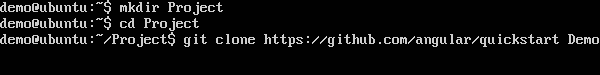 demo@ubuntu:~$ mkdir Project
demo@ubuntu:~$ cd Project
demo@ubuntu:~/Project$ git clone https://github.com/angular/quickstart Demo